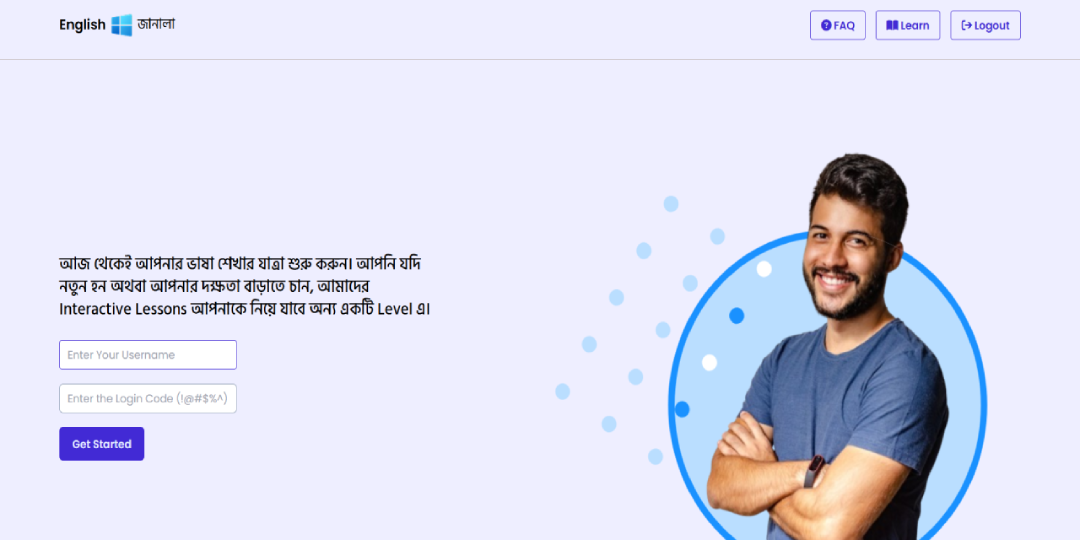 English জানালা
FAQ
Learn
Logout
আজ থেকেই আপনার ভাষা শেখার যাত্রা শুরু করুন। আপনি যদি
নতুন হন অথবা আপনার দক্ষতা বাড়াতে চান, আমাদের
Interactive Lessons আপনাকে নিয়ে যাবে অন্য একটি Level এ।
Enter Your Username
Enter the Login Code (!@#$%^)
Get Started